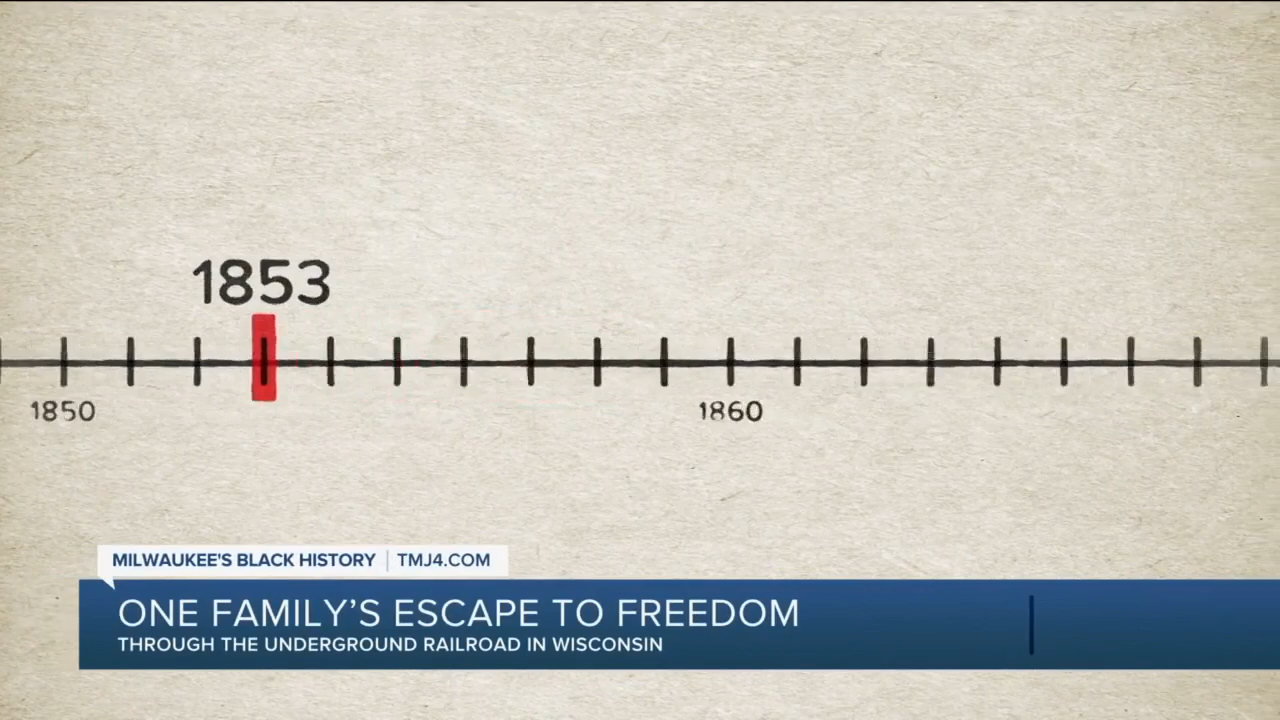 1853
1850
1860
MILWAUKEE'S BLACK HISTORY | TMJ4.COM
ONE FAMILY'S ESCAPE TO FREEDOM
THROUGH THE UNDERGROUND RAILROAD IN WISCONSIN